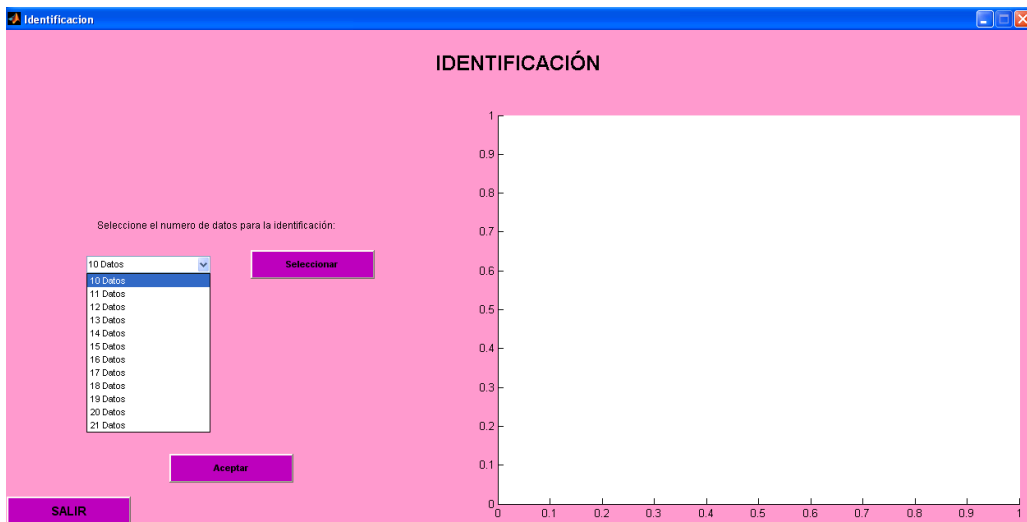 Identificacion
IDENTIFICACIÓN
Seleccione el numero de datos para la identificación:
10 Datos
Seleccionar
10 Datos
11 Datos
12 Datos
13 Datos
14 Datos
15 Datos
16 Datos
17 Datos
18 Datos
19 Datos
20 Datos
21 Datos
Aceptar
SALIR
1
0.9
0.8
0.7
0.6
0.5
0.4
0.3
0.2
0.1
0
0 0.1 0.2 0.3 0.4 0.5 0.6 0.7 0.8 0.9 1